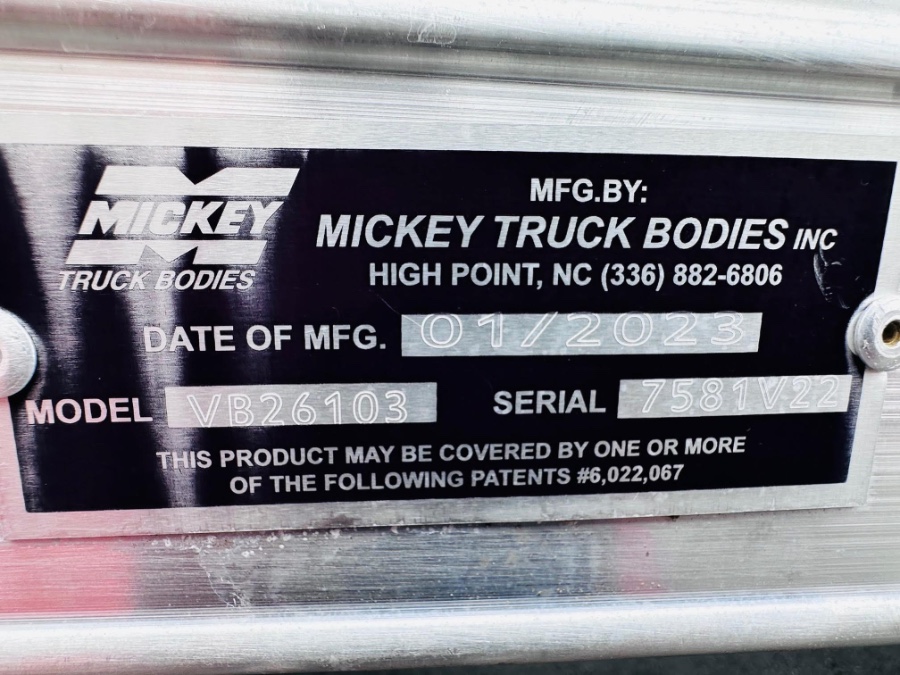 MICKEY
TRUCK BODIES
MFG.BY:
MICKEY TRUCK BODIES INC
HIGH POINT, NC (336) 882-6806
DATE OF MFG. 01/2023
MODEL VB26103 SERIAL 7581V22
THIS PRODUCT MAY BE COVERED BY ONE OR MORE
OF THE FOLLOWING PATENTS #6,022,067